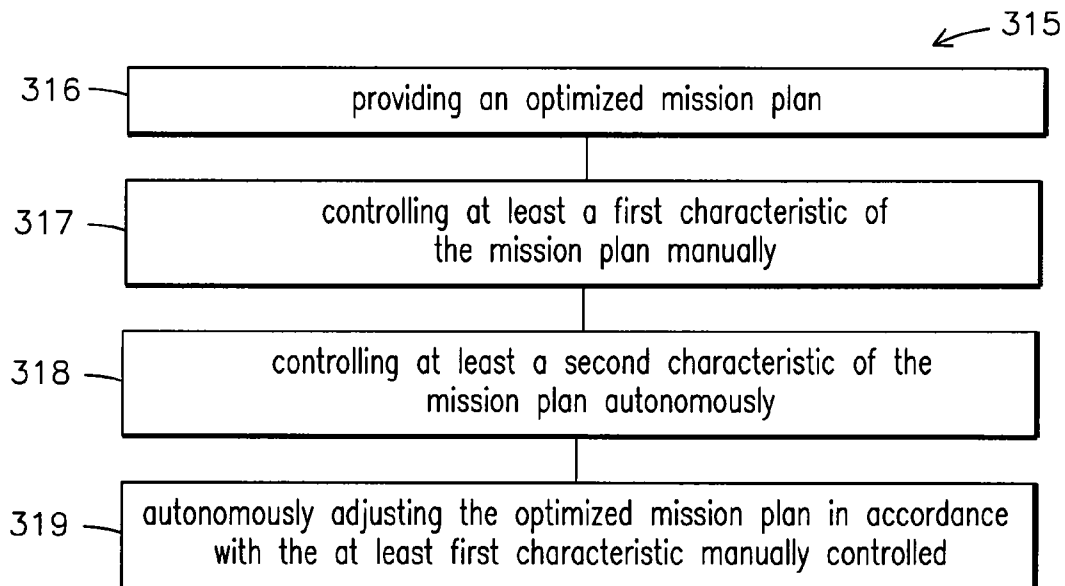 315
316
providing an optimized mission plan
317
controlling at least a first characteristic of
the mission plan manually
318
controlling at least a second characteristic of the
mission plan autonomously
319
autonomously adjusting the optimized mission plan in accordance
with the at least first characteristic manually controlled